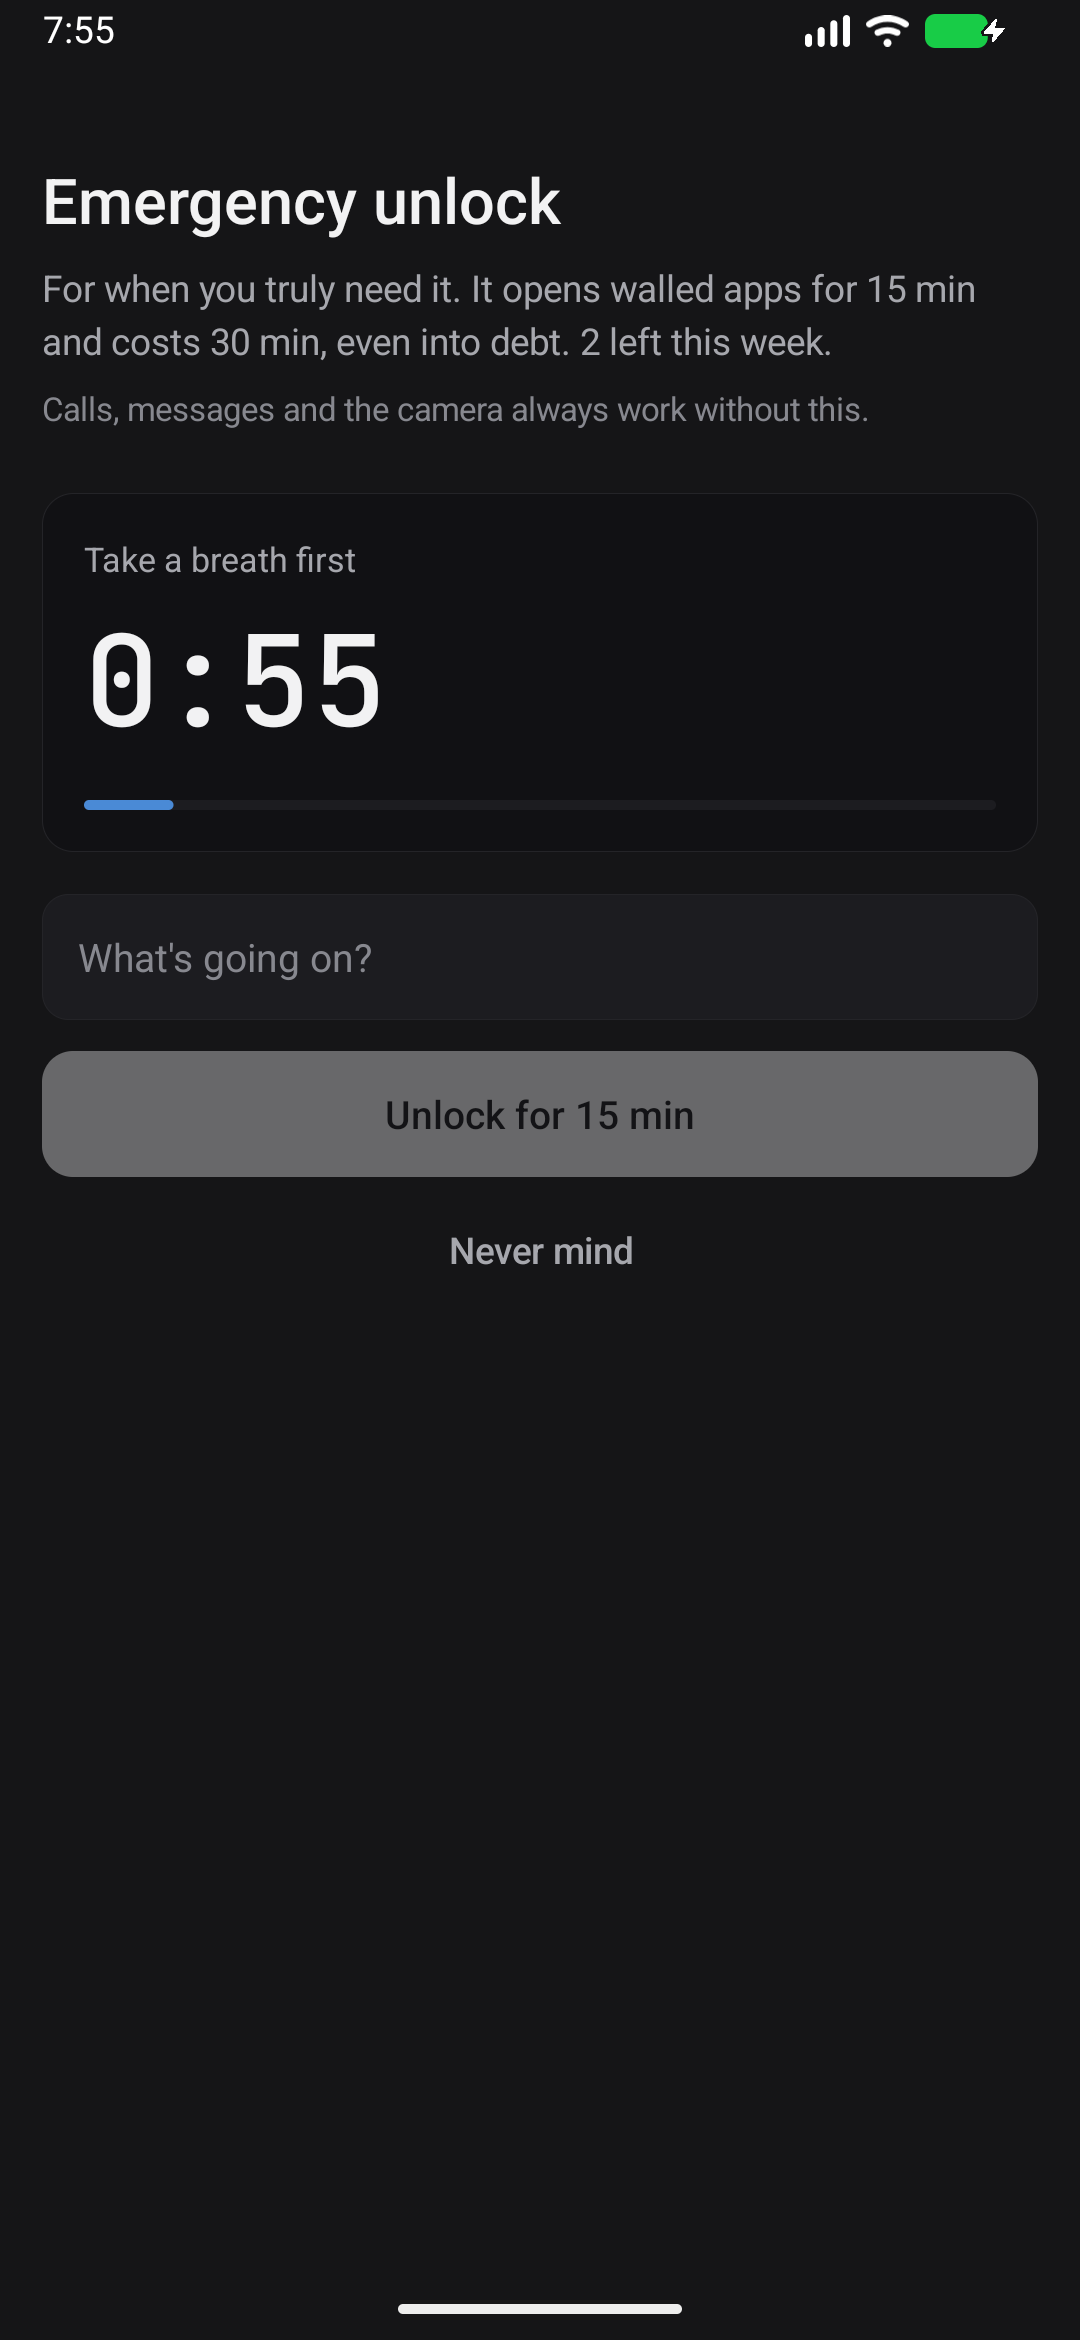 7:55
Emergency unlock
For when you truly need it. It opens walled apps for 15 min
and costs 30 min, even into debt. 2 left this week.
Calls, messages and the camera always work without this.
Take a breath first
0:55
What's going on?
Unlock for 15 min
Never mind